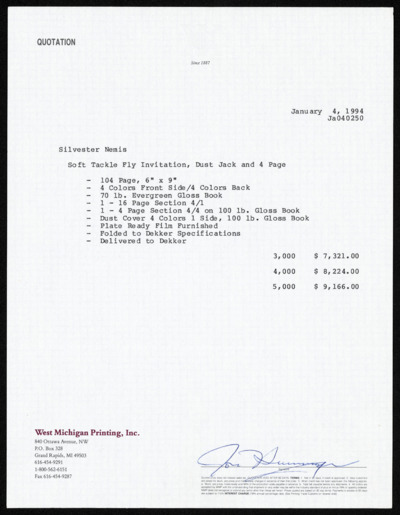 QUOTATION
Since 1887
January 4, 1994
Ja040250
Silvester Nemis
Soft Tackle Fly Invitation, Dust Jack and 4 Page
- 104 Page, 6" x 9"
- 4 Colors Front Side/4 Colors Back
- 70 lb. Evergreen Gloss Book
- 1 - 16 Page Section 4/1
- 1 - 4 Page Section 4/4 on 100 lb. Gloss Book
- Dust Cover 4 Colors 1 Side, 100 lb. Gloss Book
- Plate Ready Film Furnished
- Folded to Dekker Specifications
- Delivered to Dekker
3,000 $ 7,321.00
4,000 $ 8,224.00
5,000 $ 9,166.00
West Michigan Printing, Inc.
840 Ottawa Avenue, NW
P.O. Box 328
Grand Rapids, MI 49503
616-454-9291
1-800-562-6151
Fax 616-454-9287